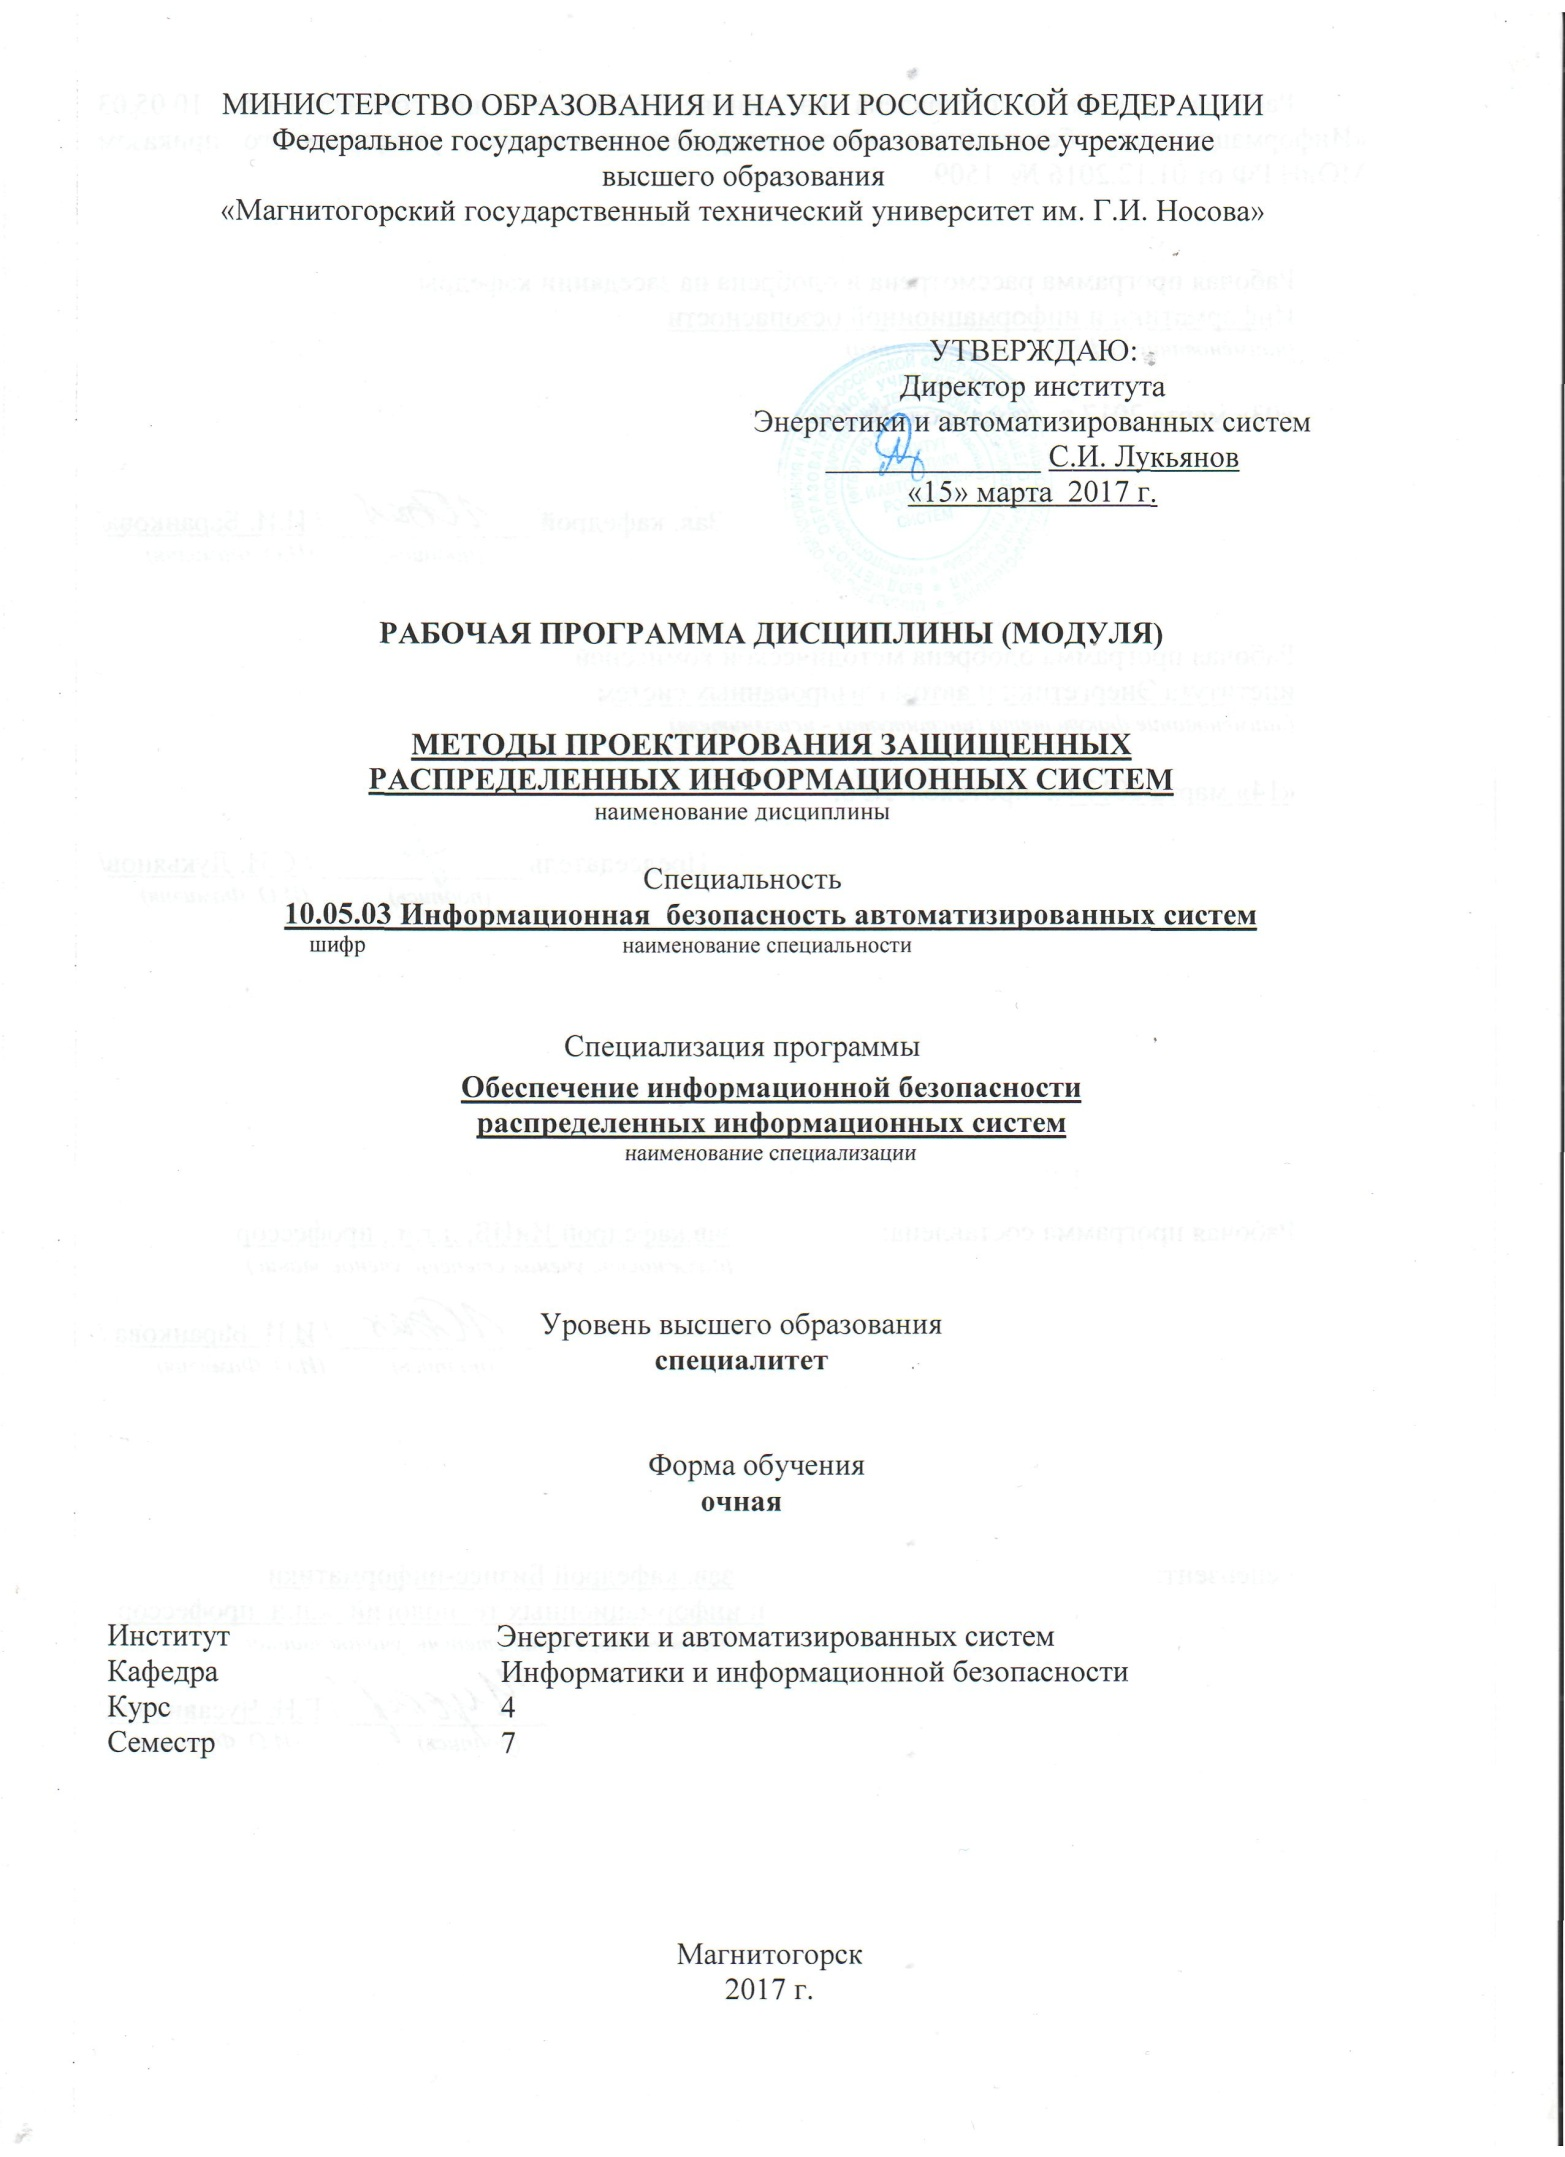 МИНИСТЕРСТВО ОБРАЗОВАНИЯ И НАУКИ РОССИЙСКОЙ ФЕДЕРАЦИИ
Федеральное государственное бюджетное образовательное учреждение
высшего образования
«Магнитогорский государственный технический университет им. Г.И. Носова»
УТВЕРЖДАЮ:
Директор института
Энергетики и автоматизированных систем
С.И. Лукьянов
«15» марта 2017 г.
РАБОЧАЯ ПРОГРАММА ДИСЦИПЛИНЫ (МОДУЛЯ)
МЕТОДЫ ПРОЕКТИРОВАНИЯ ЗАЩИЩЕННЫХ
РАСПРЕДЕЛЕННЫХ ИНФОРМАЦИОННЫХ СИСТЕМ
наименование дисциплины
Специальность
10.05.03 Информационная безопасность автоматизированных систем
шифр наименование специальности
Специализация программы
Обеспечение информационной безопасности
распределенных информационных систем
наименование специализации
Уровень высшего образования
специалитет
Форма обучения
очная
Институт Энергетики и автоматизированных систем
Кафедра Информатики и информационной безопасности
Курс 4
Семестр 7
Магнитогорск
2017 г.